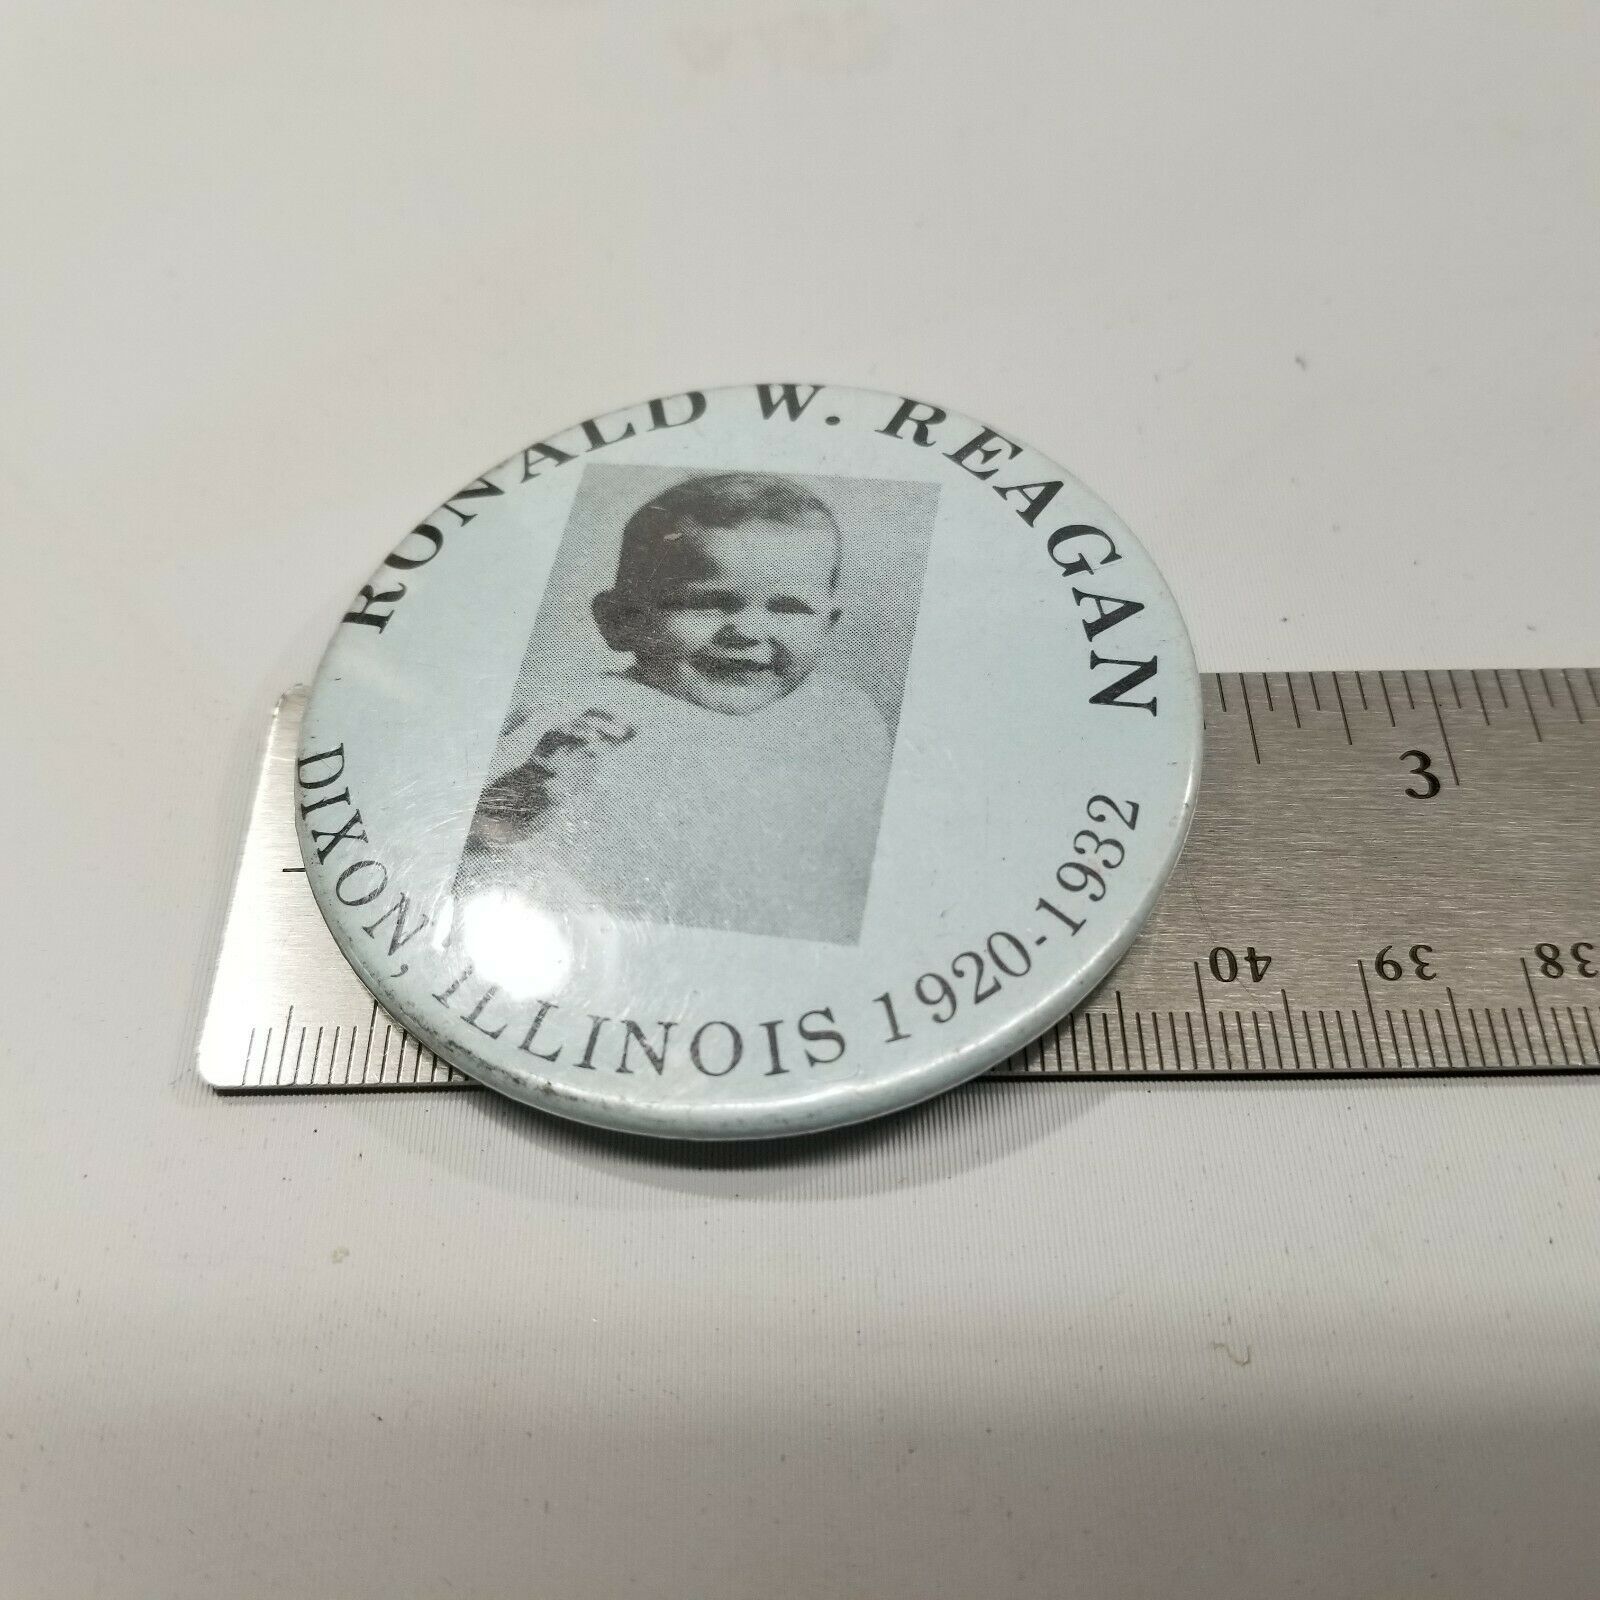 RONALD W. REAGAN
DIXON, ILLINOIS 1920-1932
3
40 39 38